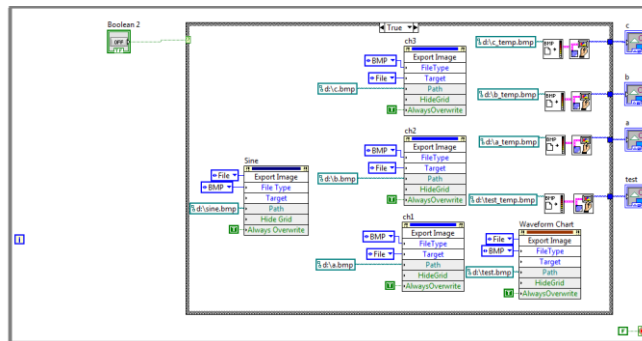 Boolean 2
OFF
True
c
ch3
Export Image
BMP
FileType
File
Target
d:\c.bmp
Path
HideGrid
AlwaysOverwrite
d:\c_temp.bmp
BMP
b
d:\b_temp.bmp
BMP
a
ch2
Export Image
BMP
FileType
File
Target
d:\b.bmp
Path
HideGrid
AlwaysOverwrite
d:\a_temp.bmp
BMP
test
d:\test_temp.bmp
BMP
Sine
Export Image
File
File Type
BMP
Target
d:\sine.bmp
Path
Hide Grid
Always Overwrite
ch1
Export Image
BMP
FileType
File
Target
d:\a.bmp
Path
HideGrid
AlwaysOverwrite
Waveform Chart
Export Image
File
BMP
FileType
Target
d:\test.bmp
Path
HideGrid
AlwaysOverwrite
i
F